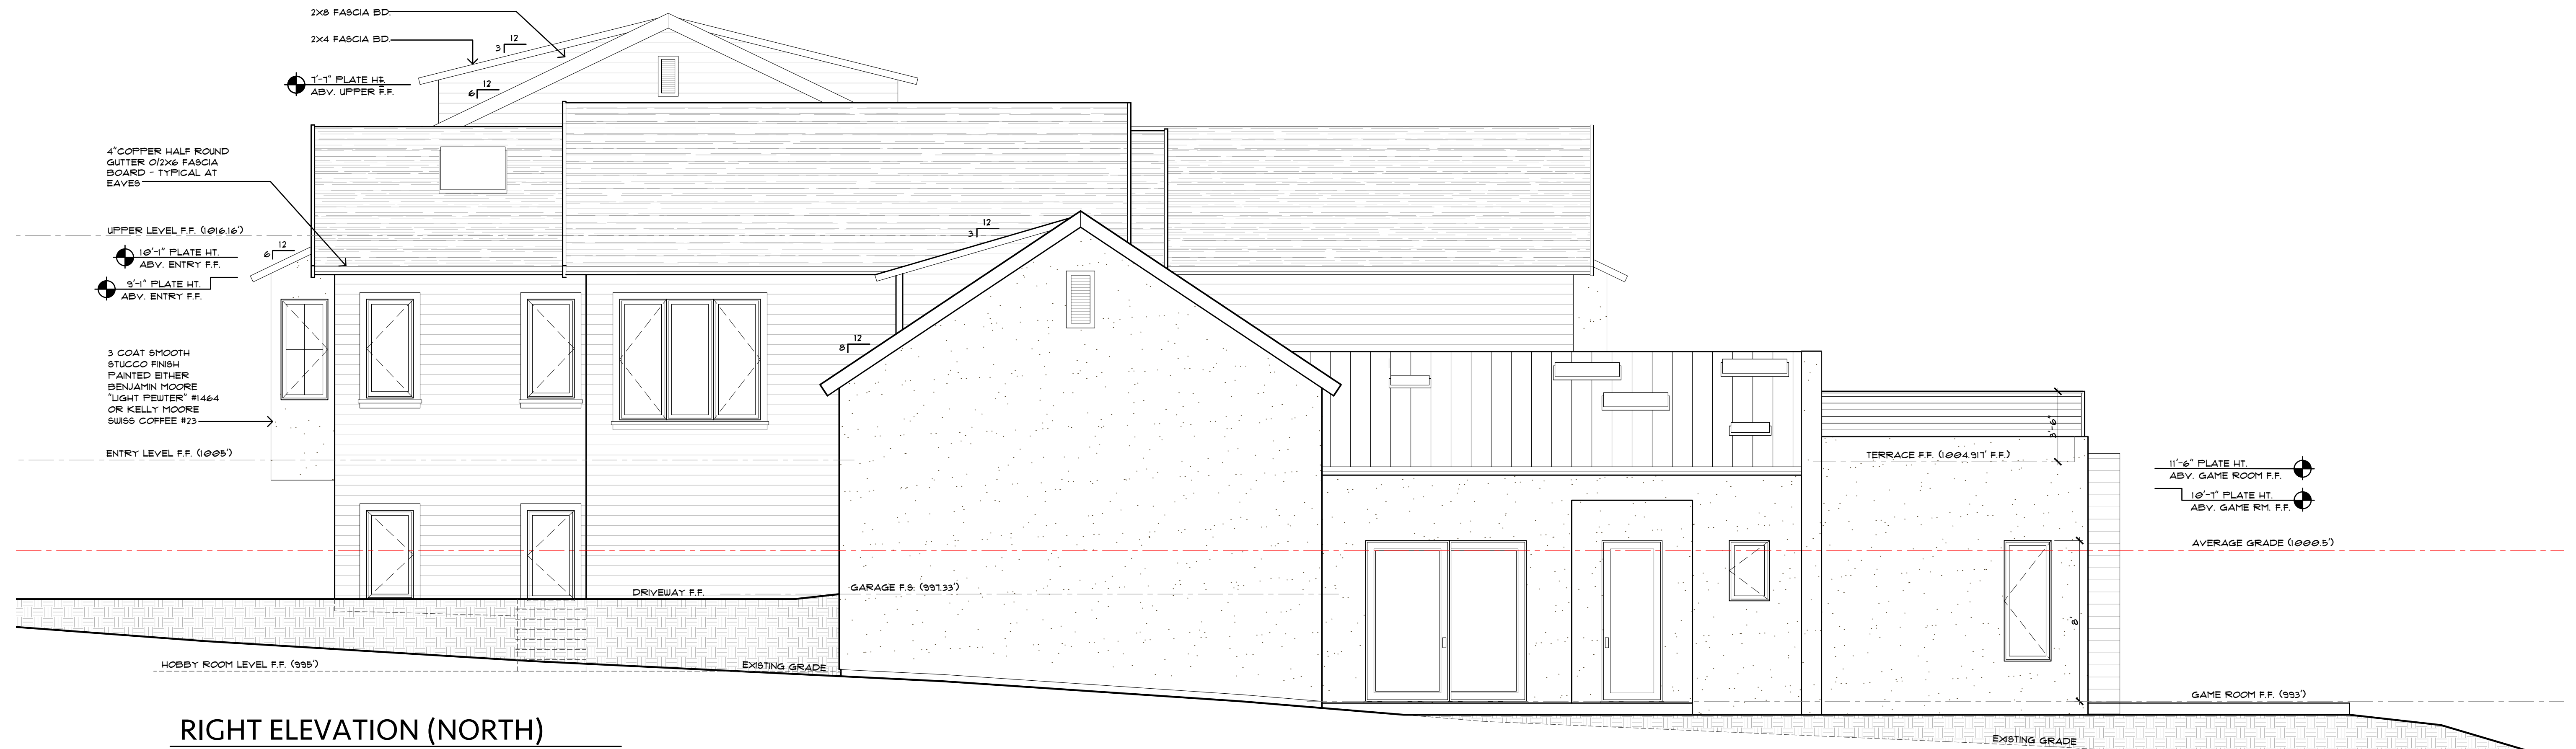 2X8 FASCIA BD.
2X4 FASCIA BD.
12
3
7'-7" PLATE HT.
ABV. UPPER F.F.
12
6
4"COPPER HALF ROUND
GUTTER O/2X6 FASCIA
BOARD - TYPICAL AT
EAVES
UPPER LEVEL F.F. (1016.16')
10'-1" PLATE HT.
ABV. ENTRY F.F.
12
6
9'-1" PLATE HT.
ABV. ENTRY F.F.
12
3
12
8
3 COAT SMOOTH
STUCCO FINISH
PAINTED EITHER
BENJAMIN MOORE
"LIGHT PEWTER" #1464
OR KELLY MOORE
SWISS COFFEE #23
ENTRY LEVEL F.F. (1005')
3'-6"
TERRACE F.F. (1004.917' F.F.)
11'-6" PLATE HT.
ABV. GAME ROOM F.F.
10'-7" PLATE HT.
ABV. GAME RM. F.F.
AVERAGE GRADE (1000.5')
DRIVEWAY F.F.
GARAGE F.S. (997.33')
8'
HOBBY ROOM LEVEL F.F. (995')
EXISTING GRADE
GAME ROOM F.F. (993')
EXISTING GRADE
RIGHT ELEVATION (NORTH)